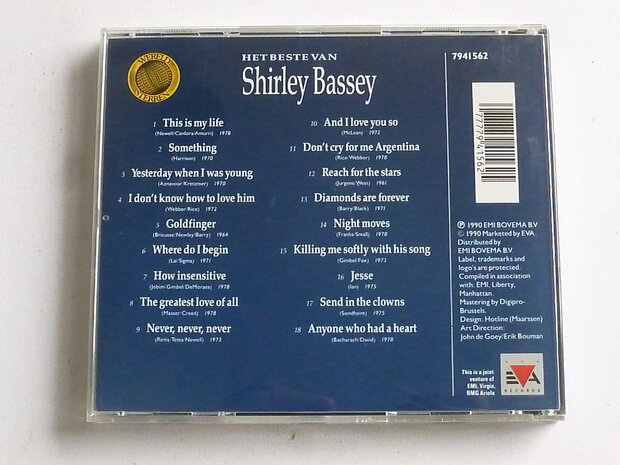 WERELD
STERREN
HET BESTE VAN
Shirley Bassey
7941562
1 This is my life
(Newell/Canfora/Amurri) 1978
2 Something
(Harrison) 1970
3 Yesterday when I was young
(Aznavour/Kretzmer) 1970
4 I don't know how to love him
(Webber/Rice) 1972
5 Goldfinger
(Bricusse/Newley/Barry) 1964
6 Where do I begin
(Lai/Sigma) 1971
7 How insensitive
(Jobim/Gimbel/DeMoraes) 1978
8 The greatest love of all
(Masser/Creed) 1978
9 Never, never, never
(Renis/Testa/Newell) 1973
10 And I love you so
(McLean) 1972
11 Don't cry for me Argentina
(Rice/Webber) 1978
12 Reach for the stars
(Jurgens/West) 1961
13 Diamonds are forever
(Barry/Black) 1971
14 Night moves
(Franks/Small) 1978
15 Killing me softly with his song
(Gimbel/Fox) 1973
16 Jesse
(Ian) 1975
17 Send in the clowns
(Sondheim) 1975
18 Anyone who had a heart
(Bacharach/David) 1978
77779 41562
℗ 1990 EMI BOVEMA B.V.
© 1990 Marketed by EVA
Distributed by
EMI BOVEMA B.V.
Label, trademarks and
logo's are protected.
Compiled in association
with: EMI, Liberty,
Manhattan.
Mastering by Digipro-
Brussels.
Design: Hotline (Maarssen)
Art Direction:
John de Goey/Erik Bouman
This is a joint
venture of
EMI, Virgin,
BMG Ariola
EVA
RECORDS